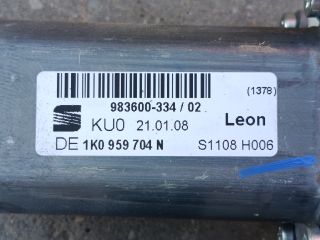 983600-334 / 02
(1378)
KU0 21.01.08 Leon
DE 1K0 959 704 N S1108 H006